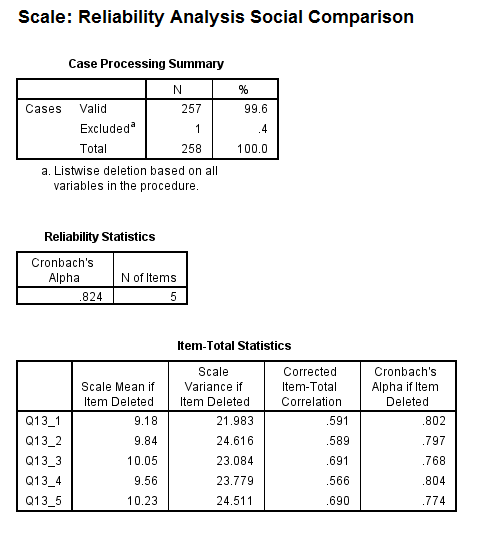 Scale: Reliability Analysis Social Comparison
Case Processing Summary
N %
Cases Valid 257 99.6
Excludedᵃ 1 .4
Total 258 100.0
a. Listwise deletion based on all
variables in the procedure.
Reliability Statistics
Cronbach's
Alpha N of Items
.824 5
Item-Total Statistics
Scale Mean if
Item Deleted Scale
Variance if
Item Deleted Corrected
Item-Total
Correlation Cronbach's
Alpha if Item
Deleted
Q13_1 9.18 21.983 .591 .802
Q13_2 9.84 24.616 .589 .797
Q13_3 10.05 23.084 .691 .768
Q13_4 9.56 23.779 .566 .804
Q13_5 10.23 24.511 .690 .774